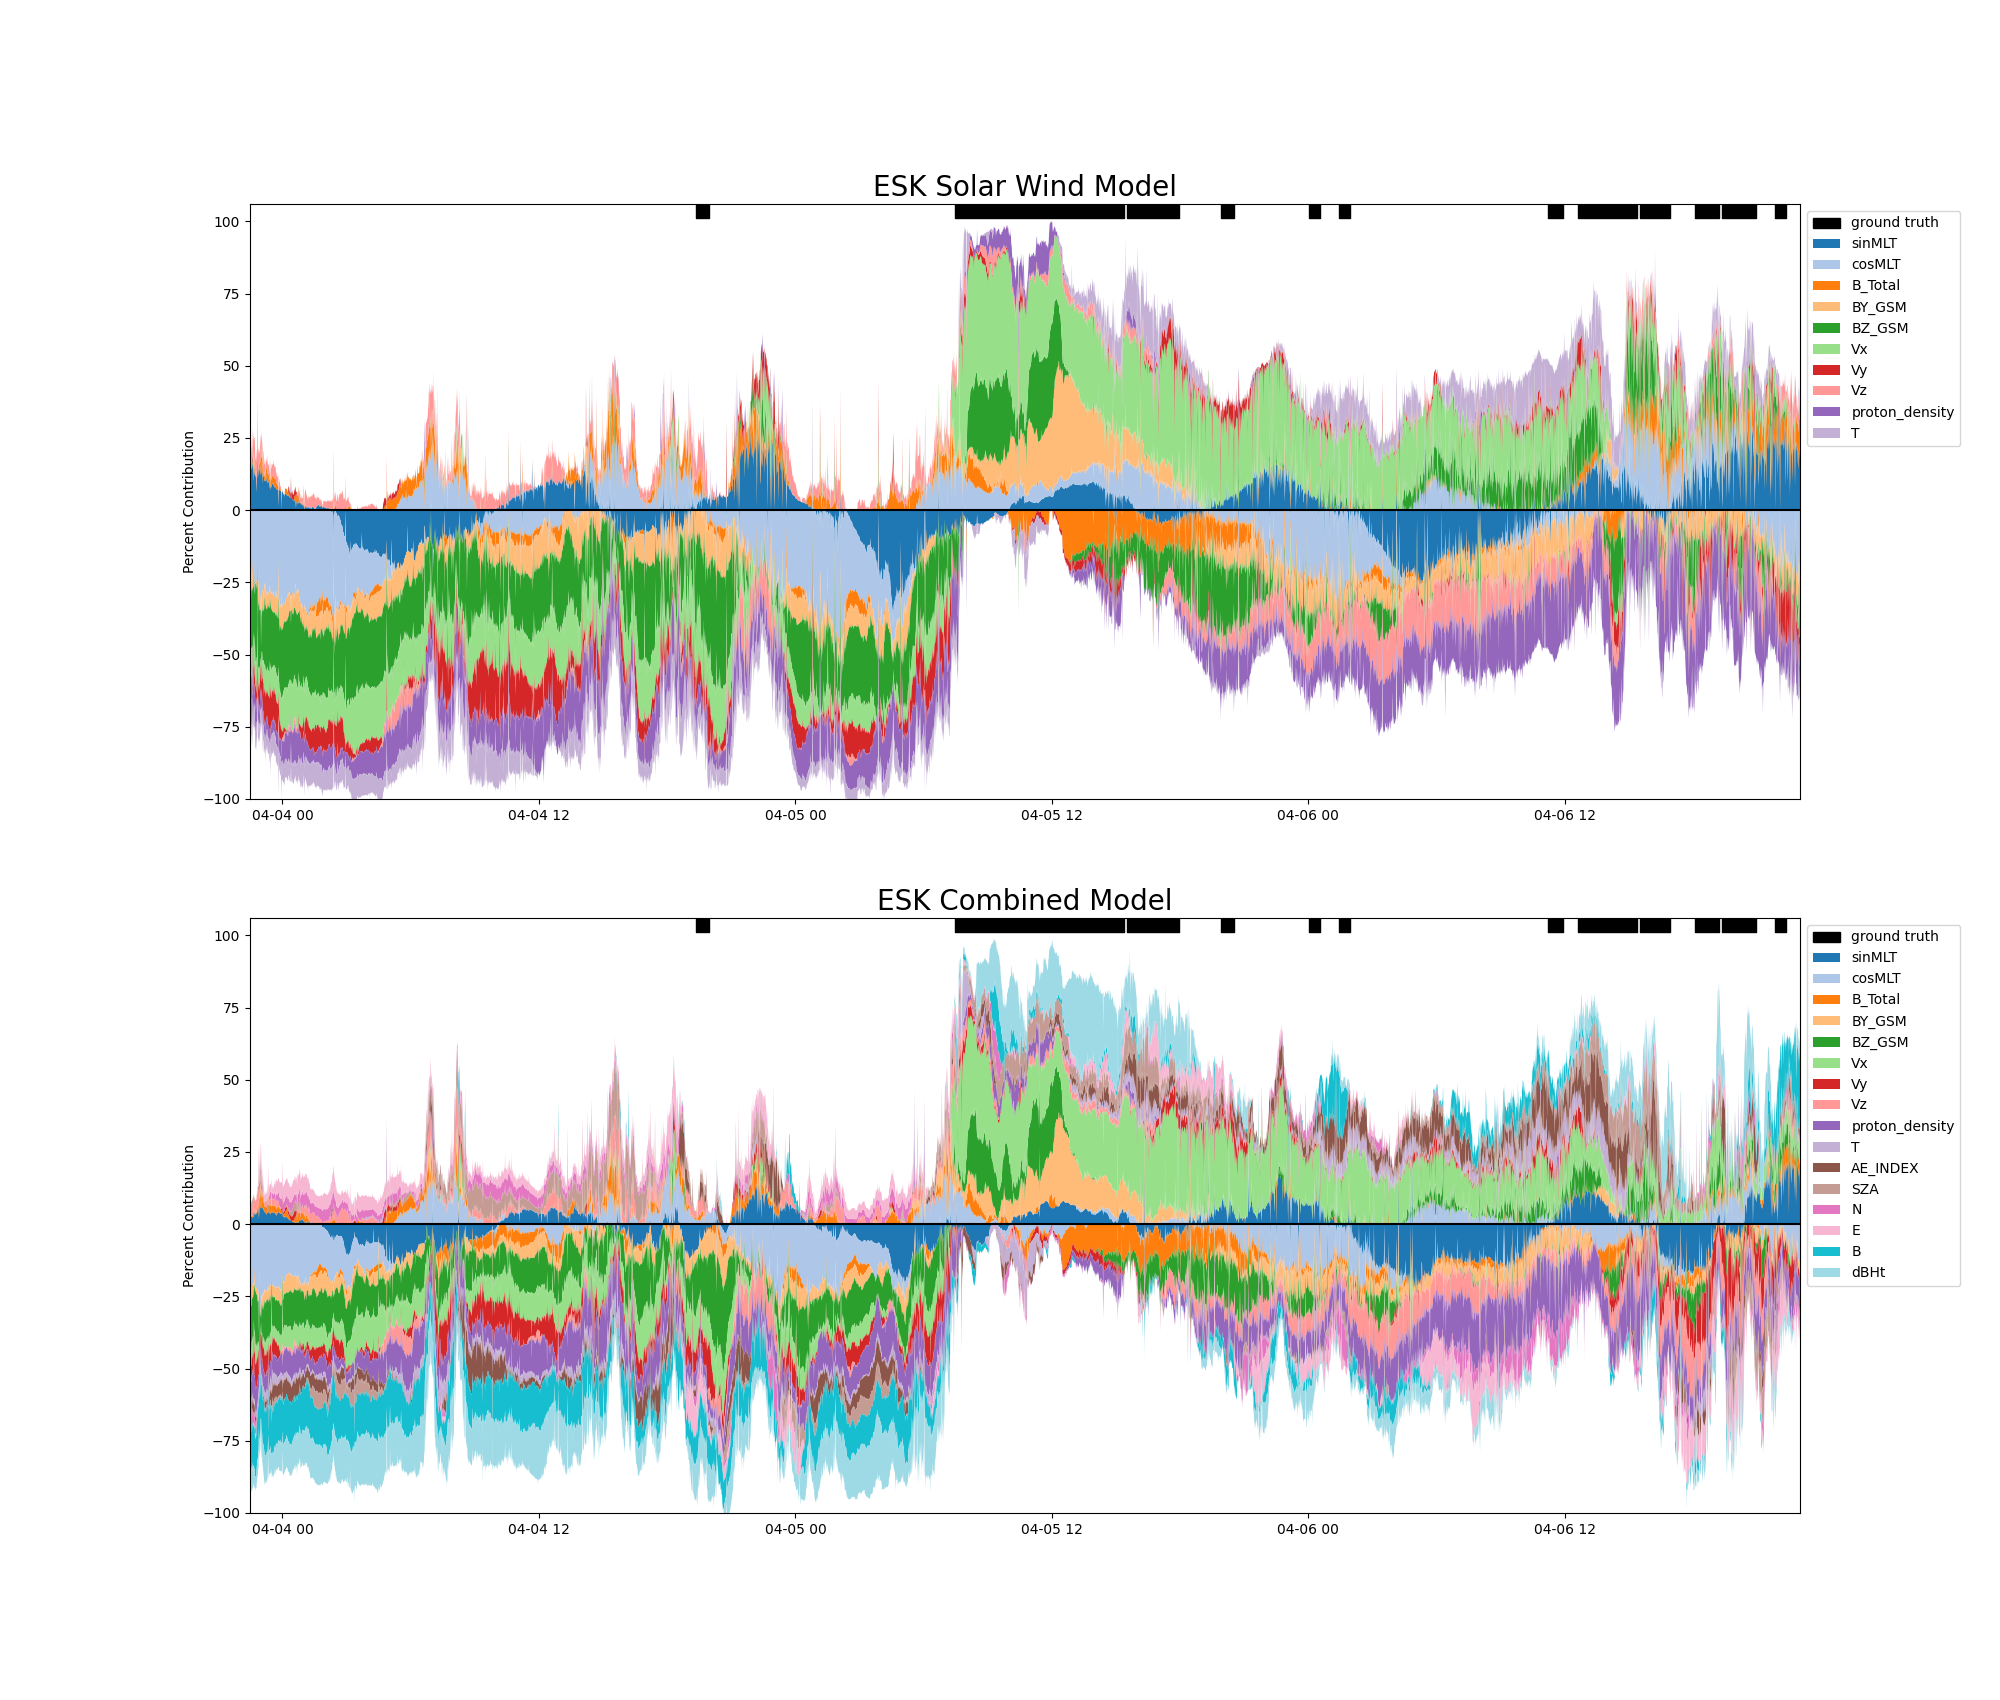 ESK Solar Wind Model
Percent Contribution
100
75
50
25
0
−25
−50
−75
−100
04-04 00
04-04 12
04-05 00
04-05 12
04-06 00
04-06 12
ground truth
sinMLT
cosMLT
B_Total
BY_GSM
BZ_GSM
Vx
Vy
Vz
proton_density
T
ESK Combined Model
Percent Contribution
100
75
50
25
0
−25
−50
−75
−100
04-04 00
04-04 12
04-05 00
04-05 12
04-06 00
04-06 12
ground truth
sinMLT
cosMLT
B_Total
BY_GSM
BZ_GSM
Vx
Vy
Vz
proton_density
T
AE_INDEX
SZA
N
E
B
dBHt